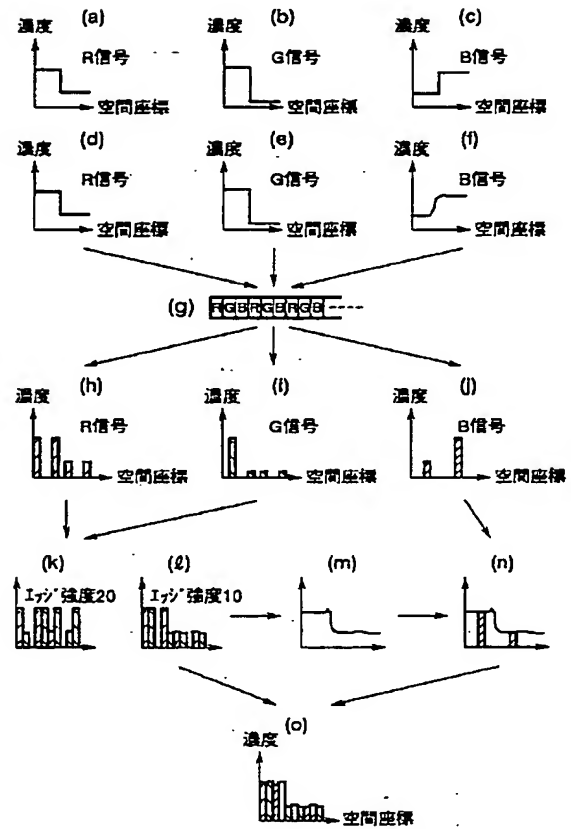 (a) (b) (c)
濃度 濃度 濃度
R信号 G信号 B信号
空間座標 空間座標 空間座標
(d) (e) (f)
濃度 濃度 濃度
R信号 G信号 B信号
空間座標 空間座標 空間座標
(g) RGBRGBRGB
(h) (i) (j)
濃度 濃度 濃度
R信号 G信号 B信号
空間座標 空間座標 空間座標
(k) (ℓ) (m) (n)
エッジ強度20 エッジ強度10
(o)
濃度
空間座標